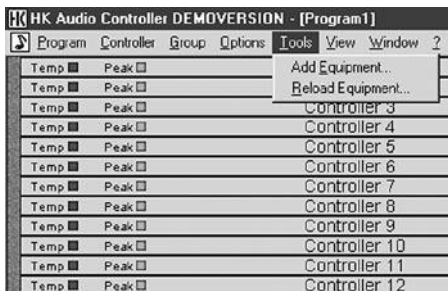 HK HK Audio Controller DEMOVERSION - [Program1]
Program Controller Group Options Tools View Window ?
Temp Peak Add Equipment...
Temp Peak Reload Equipment...
Temp Peak Controller 3
Temp Peak Controller 4
Temp Peak Controller 5
Temp Peak Controller 6
Temp Peak Controller 7
Temp Peak Controller 8
Temp Peak Controller 9
Temp Peak Controller 10
Temp Peak Controller 11
Temp Peak Controller 12